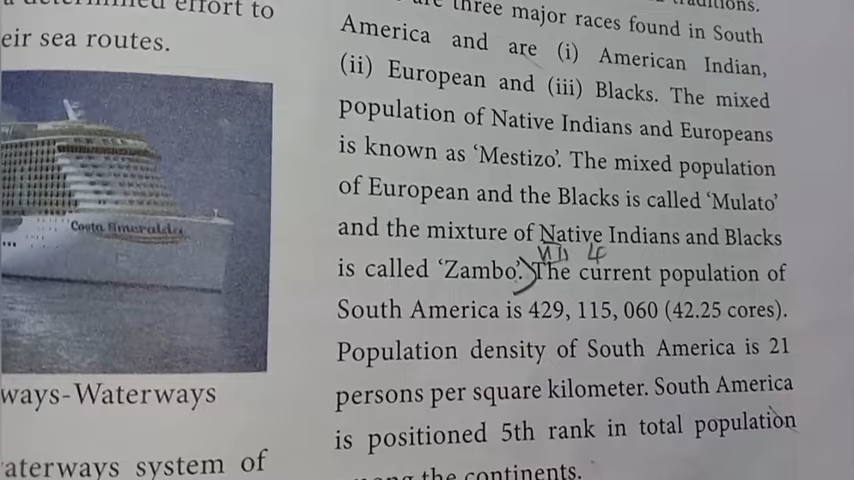 effort to
eir sea routes.
Costa Smeralda
ways-Waterways
aterways system of
three major races found in South
America and are (i) American Indian,
(ii) European and (iii) Blacks. The mixed
population of Native Indians and Europeans
is known as ‘Mestizo’. The mixed population
of European and the Blacks is called ‘Mulato’
and the mixture of Native Indians and Blacks
is called ‘Zambo’. The current population of
South America is 429, 115, 060 (42.25 cores).
Population density of South America is 21
persons per square kilometer. South America
is positioned 5th rank in total population
the continents.